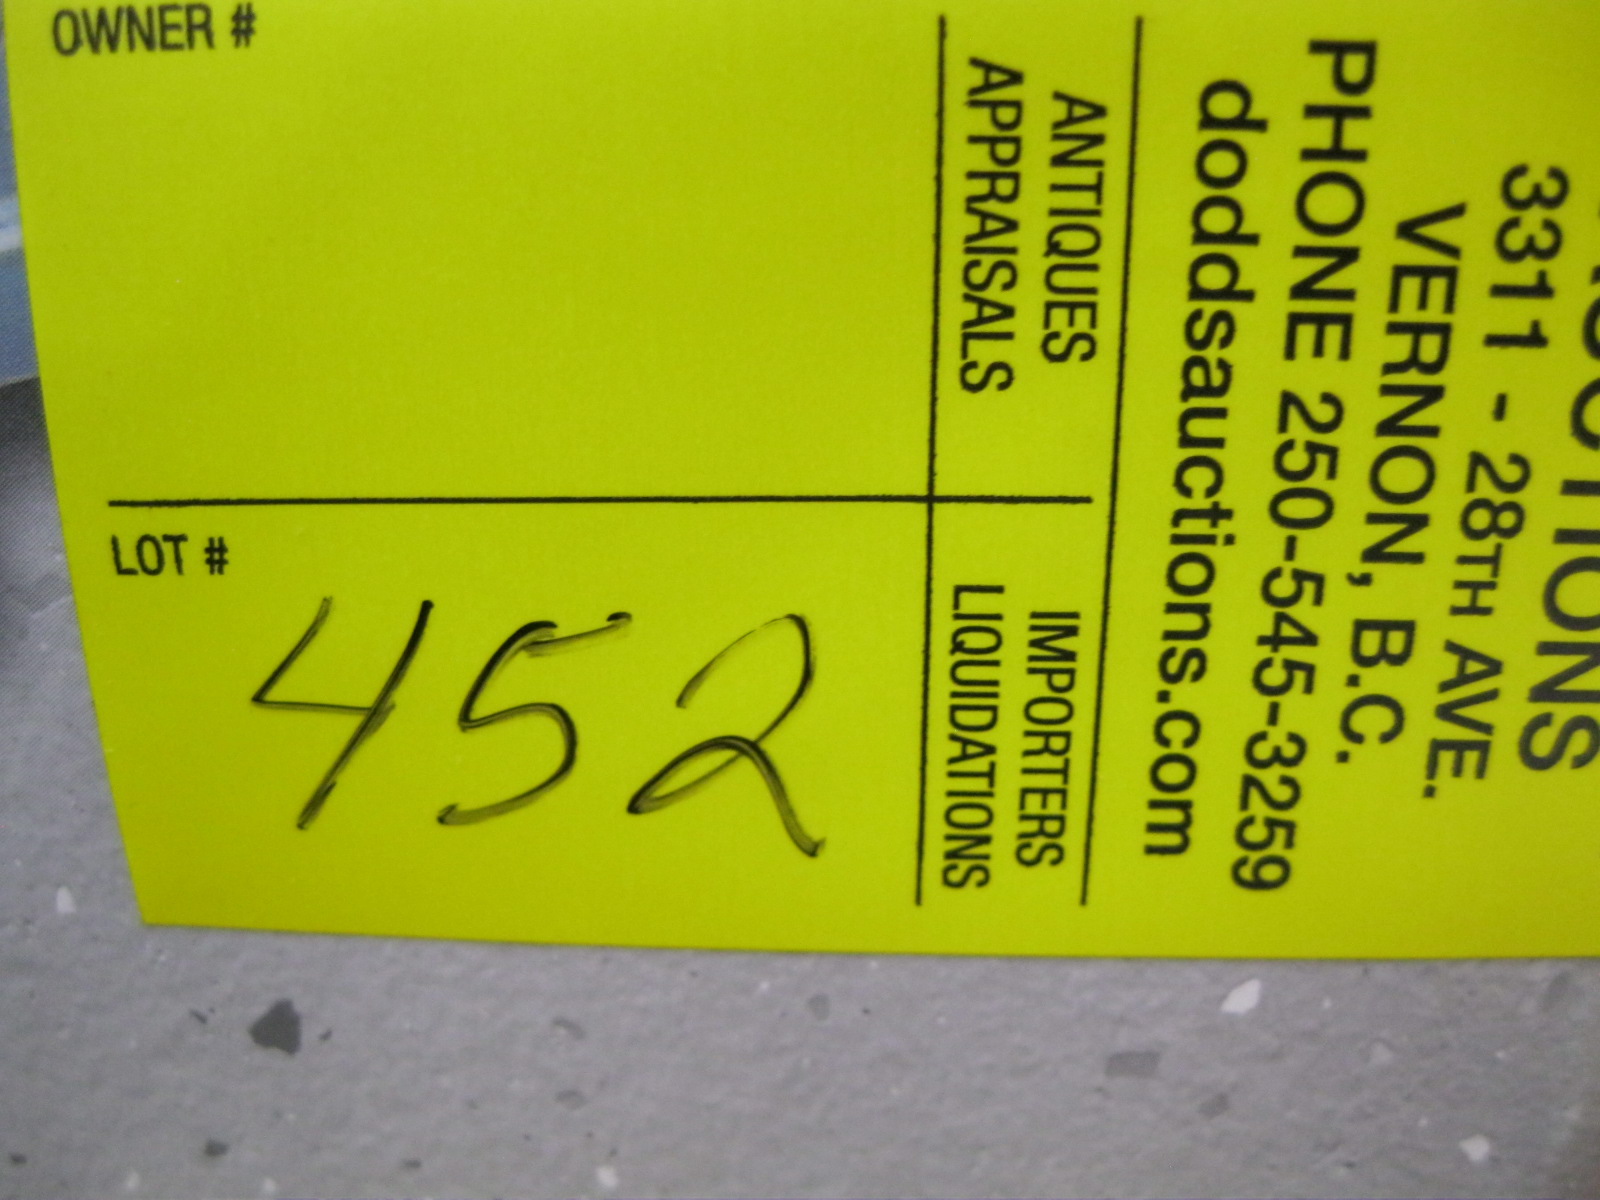 3311 - 28TH AVE.
VERNON, B.C.
PHONE 250-545-3259
doddsauctions.com
ANTIQUES IMPORTERS
APPRAISALS LIQUIDATIONS
OWNER #
LOT #
452